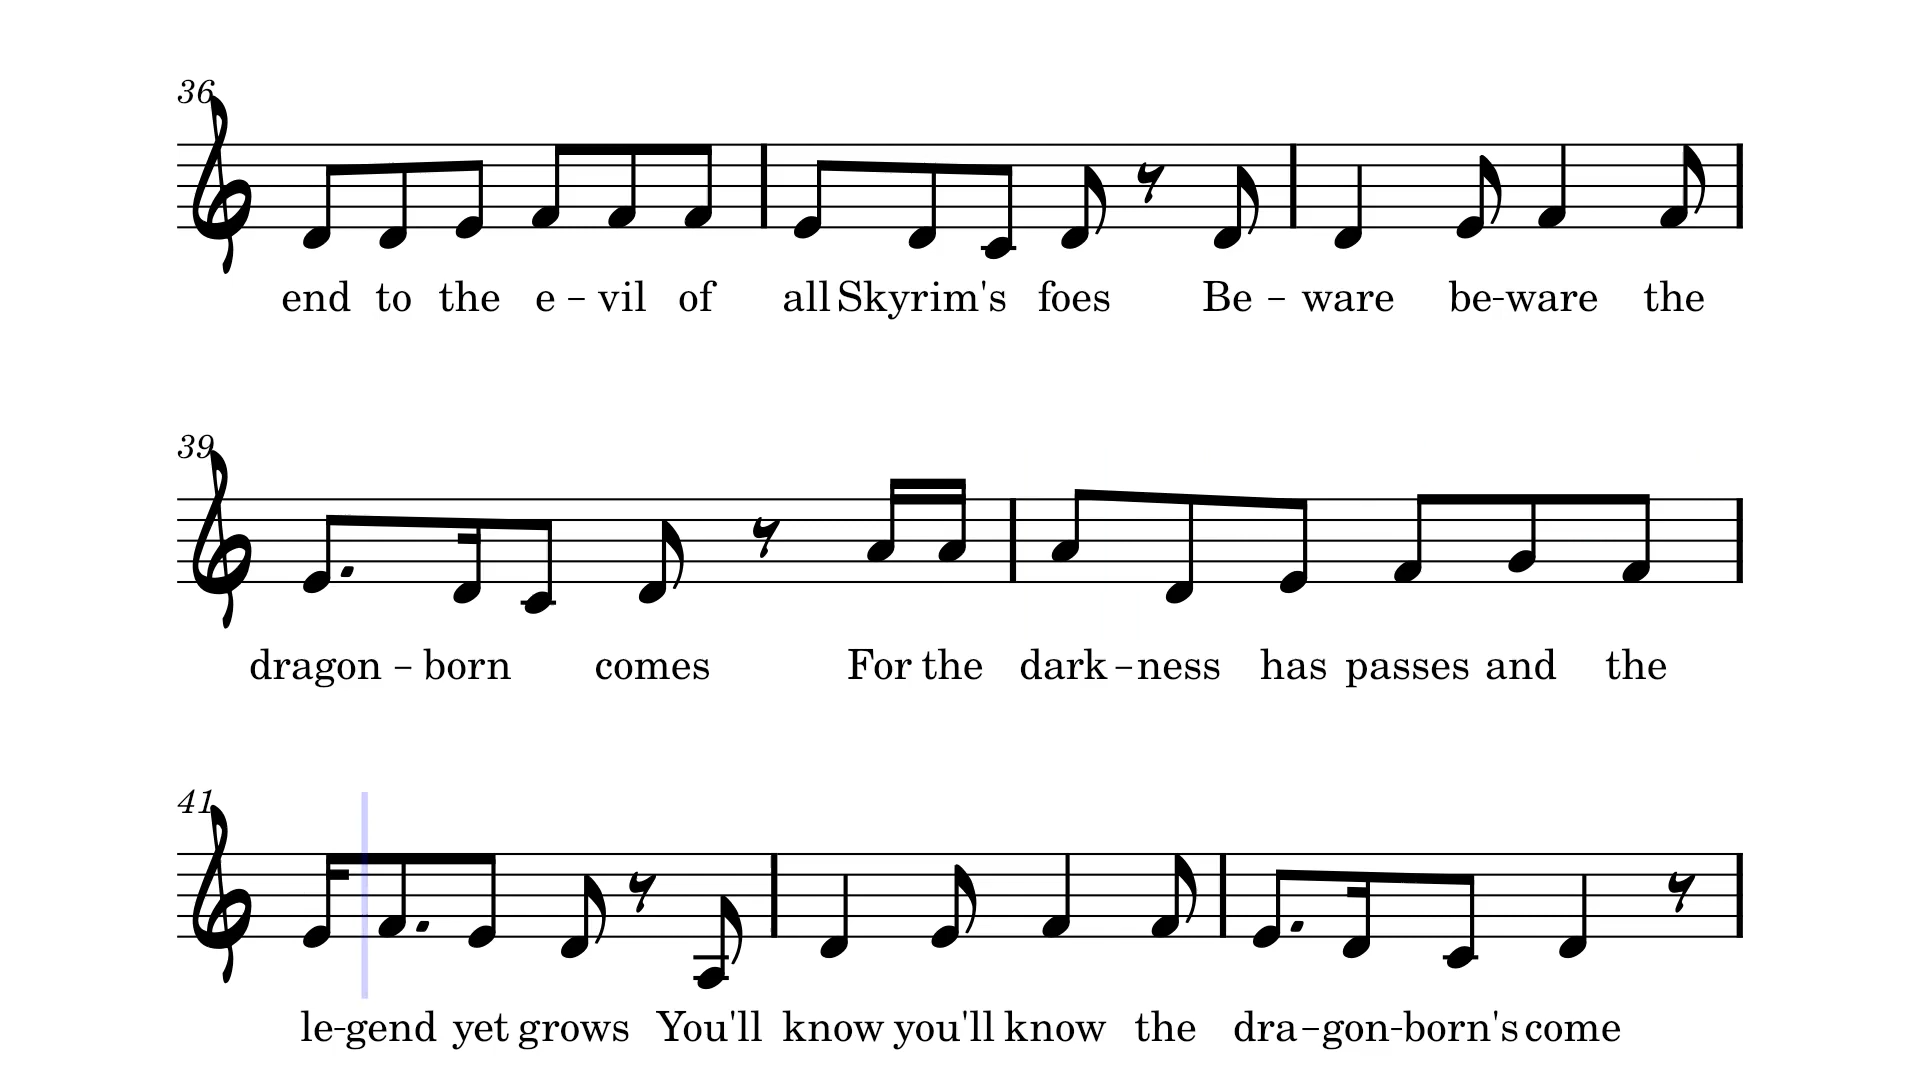 36
end to the e - vil of all Skyrim's foes Be - ware be-ware the
39
dragon - born comes For the dark - ness has passes and the
41
le-gend yet grows You'll know you'll know the dra-gon-born's come